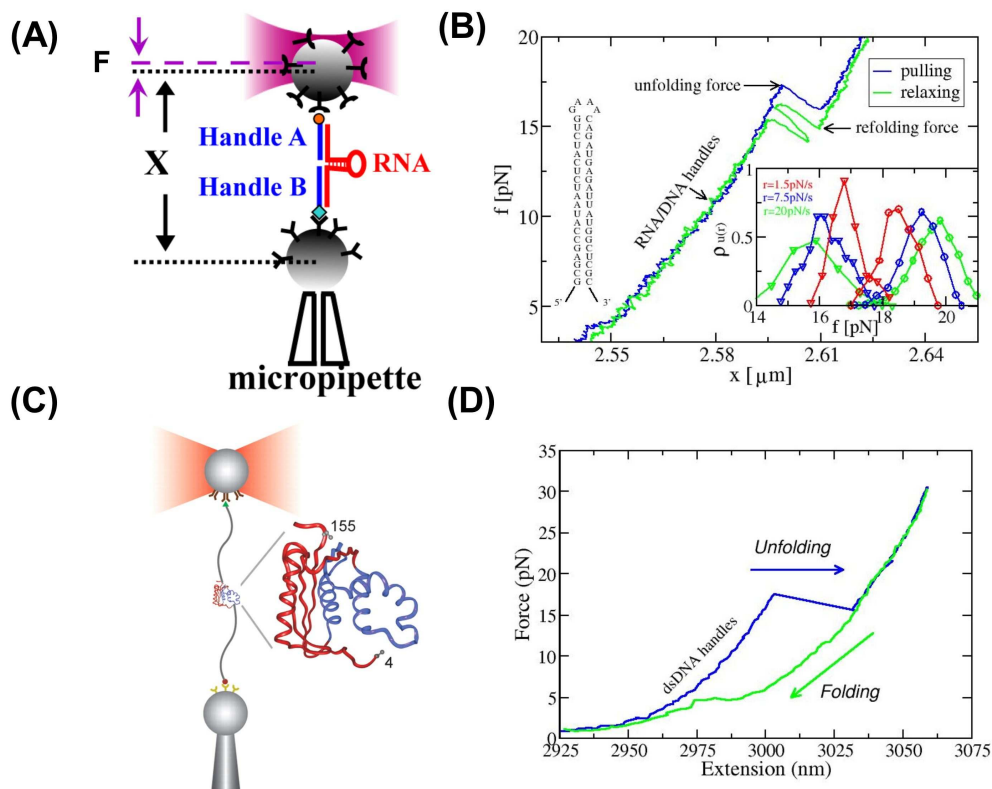 (A)
F
X
Handle A
Handle B
RNA
micropipette
(B)
20
15
10
5
f [pN]
2.55
2.58
2.61
2.64
x [μm]
pulling
relaxing
unfolding force
refolding force
RNA/DNA handles
GCGAGCCAUAAUCUCAUCUG
G
A
A
A
CAGAUGAGAUUAUGGCUCGC
5'
3'
r=1.5pN/s
r=7.5pN/s
r=20pN/s
1
0.5
0
ρ u(r)
14
16
18
20
f [pN]
(C)
155
4
(D)
35
30
25
20
15
10
5
0
Force (pN)
2925
2950
2975
3000
3025
3050
3075
Extension (nm)
Unfolding
dsDNA handles
Folding